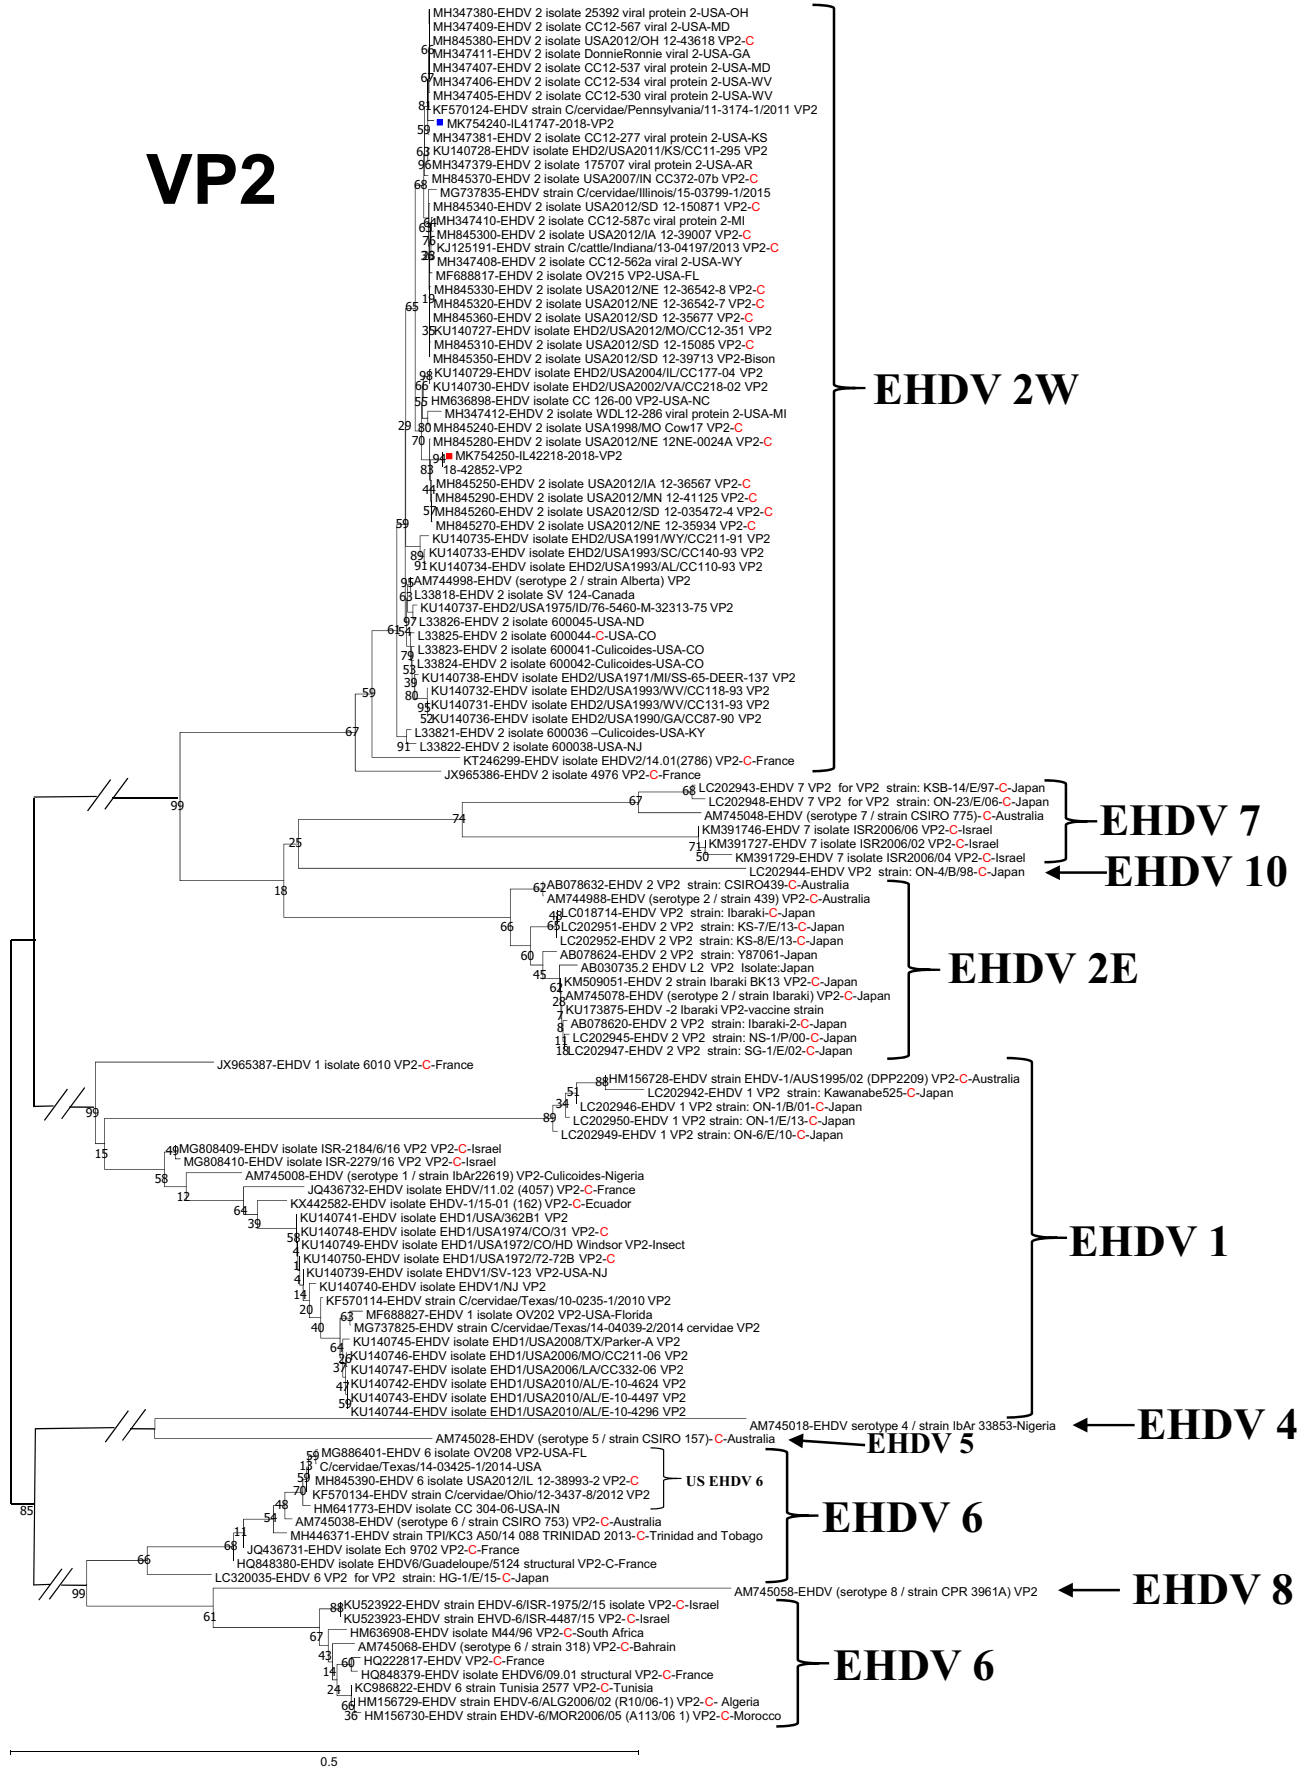 VP2
MH347380-EHDV 2 isolate 25392 viral protein 2-USA-OH
MH347409-EHDV 2 isolate CC12-567 viral 2-USA-MD
MH845380-EHDV 2 isolate USA2012/OH 12-43618 VP2-C
MH347411-EHDV 2 isolate DonnieRonnie viral 2-USA-GA
MH347407-EHDV 2 isolate CC12-537 viral protein 2-USA-MD
MH347406-EHDV 2 isolate CC12-534 viral protein 2-USA-WV
MH347405-EHDV 2 isolate CC12-530 viral protein 2-USA-WV
KF570124-EHDV strain C/cervidae/Pennsylvania/11-3174-1/2011 VP2
MK754240-IL41747-2018-VP2
MH347381-EHDV 2 isolate CC12-277 viral protein 2-USA-KS
KU140728-EHDV isolate EHD2/USA2011/KS/CC11-295 VP2
MH347379-EHDV 2 isolate 175707 viral protein 2-USA-AR
MH845370-EHDV 2 isolate USA2007/IN CC372-07b VP2-C
MG737835-EHDV strain C/cervidae/Illinois/15-03799-1/2015
MH845340-EHDV 2 isolate USA2012/SD 12-150871 VP2-C
MH347410-EHDV 2 isolate CC12-587c viral protein 2-MI
MH845300-EHDV 2 isolate USA2012/IA 12-39007 VP2-C
KJ125191-EHDV strain C/cattle/Indiana/13-04197/2013 VP2-C
MH347408-EHDV 2 isolate CC12-562a viral 2-USA-WY
MF688817-EHDV 2 isolate OV215 VP2-USA-FL
MH845330-EHDV 2 isolate USA2012/NE 12-36542-8 VP2-C
MH845320-EHDV 2 isolate USA2012/NE 12-36542-7 VP2-C
MH845360-EHDV 2 isolate USA2012/SD 12-35677 VP2-C
KU140727-EHDV isolate EHD2/USA2012/MO/CC12-351 VP2
MH845310-EHDV 2 isolate USA2012/SD 12-15085 VP2-C
MH845350-EHDV 2 isolate USA2012/SD 12-39713 VP2-Bison
KU140729-EHDV isolate EHD2/USA2004/IL/CC177-04 VP2
KU140730-EHDV isolate EHD2/USA2002/VA/CC218-02 VP2
HM636898-EHDV isolate CC 126-00 VP2-USA-NC
MH347412-EHDV 2 isolate WDL12-286 viral protein 2-USA-MI
MH845240-EHDV 2 isolate USA1998/MO Cow17 VP2-C
MH845280-EHDV 2 isolate USA2012/NE 12NE-0024A VP2-C
MK754250-IL42218-2018-VP2
18-42852-VP2
MH845250-EHDV 2 isolate USA2012/IA 12-36567 VP2-C
MH845290-EHDV 2 isolate USA2012/MN 12-41125 VP2-C
MH845260-EHDV 2 isolate USA2012/SD 12-035472-4 VP2-C
MH845270-EHDV 2 isolate USA2012/NE 12-35934 VP2-C
KU140735-EHDV isolate EHD2/USA1991/WY/CC211-91 VP2
KU140733-EHDV isolate EHD2/USA1993/SC/CC140-93 VP2
KU140734-EHDV isolate EHD2/USA1993/AL/CC110-93 VP2
AM744998-EHDV (serotype 2 / strain Alberta) VP2
L33818-EHDV 2 isolate SV 124-Canada
KU140737-EHD2/USA1975/ID/76-5460-M-32313-75 VP2
L33826-EHDV 2 isolate 600045-USA-ND
L33825-EHDV 2 isolate 600044-C-USA-CO
L33823-EHDV 2 isolate 600041-Culicoides-USA-CO
L33824-EHDV 2 isolate 600042-Culicoides-USA-CO
KU140738-EHDV isolate EHD2/USA1971/MI/SS-65-DEER-137 VP2
KU140732-EHDV isolate EHD2/USA1993/WV/CC118-93 VP2
KU140731-EHDV isolate EHD2/USA1993/WV/CC131-93 VP2
KU140736-EHDV isolate EHD2/USA1990/GA/CC87-90 VP2
L33821-EHDV 2 isolate 600036 –Culicoides-USA-KY
L33822-EHDV 2 isolate 600038-USA-NJ
KT246299-EHDV isolate EHDV2/14.01(2786) VP2-C-France
JX965386-EHDV 2 isolate 4976 VP2-C-France
EHDV 2W
LC202943-EHDV 7 VP2 for VP2 strain: KSB-14/E/97-C-Japan
LC202948-EHDV 7 VP2 for VP2 strain: ON-23/E/06-C-Japan
AM745048-EHDV (serotype 7 / strain CSIRO 775)-C-Australia
KM391746-EHDV 7 isolate ISR2006/06 VP2-C-Israel
KM391727-EHDV 7 isolate ISR2006/02 VP2-C-Israel
KM391729-EHDV 7 isolate ISR2006/04 VP2-C-Israel
EHDV 7
LC202944-EHDV VP2 strain: ON-4/B/98-C-Japan
EHDV 10
AB078632-EHDV 2 VP2 strain: CSIRO439-C-Australia
AM744988-EHDV (serotype 2 / strain 439) VP2-C-Australia
LC018714-EHDV VP2 strain: Ibaraki-C-Japan
LC202951-EHDV 2 VP2 strain: KS-7/E/13-C-Japan
LC202952-EHDV 2 VP2 strain: KS-8/E/13-C-Japan
AB078624-EHDV 2 VP2 strain: Y87061-Japan
AB030735.2 EHDV L2 VP2 Isolate:Japan
KM509051-EHDV 2 strain Ibaraki BK13 VP2-C-Japan
AM745078-EHDV (serotype 2 / strain Ibaraki) VP2-C-Japan
KU173875-EHDV -2 Ibaraki VP2-vaccine strain
AB078620-EHDV 2 VP2 strain: Ibaraki-2-C-Japan
LC202945-EHDV 2 VP2 strain: NS-1/P/00-C-Japan
LC202947-EHDV 2 VP2 strain: SG-1/E/02-C-Japan
EHDV 2E
JX965387-EHDV 1 isolate 6010 VP2-C-France
HM156728-EHDV strain EHDV-1/AUS1995/02 (DPP2209) VP2-C-Australia
LC202942-EHDV 1 VP2 strain: Kawanabe525-C-Japan
LC202946-EHDV 1 VP2 strain: ON-1/B/01-C-Japan
LC202950-EHDV 1 VP2 strain: ON-1/E/13-C-Japan
LC202949-EHDV 1 VP2 strain: ON-6/E/10-C-Japan
MG808409-EHDV isolate ISR-2184/6/16 VP2 VP2-C-Israel
MG808410-EHDV isolate ISR-2279/16 VP2 VP2-C-Israel
AM745008-EHDV (serotype 1 / strain IbAr22619) VP2-Culicoides-Nigeria
JQ436732-EHDV isolate EHDV/11.02 (4057) VP2-C-France
KX442582-EHDV isolate EHDV-1/15-01 (162) VP2-C-Ecuador
KU140741-EHDV isolate EHD1/USA/362B1 VP2
KU140748-EHDV isolate EHD1/USA1974/CO/31 VP2-C
KU140749-EHDV isolate EHD1/USA1972/CO/HD Windsor VP2-Insect
KU140750-EHDV isolate EHD1/USA1972/72-72B VP2-C
KU140739-EHDV isolate EHDV1/SV-123 VP2-USA-NJ
KU140740-EHDV isolate EHDV1/NJ VP2
KF570114-EHDV strain C/cervidae/Texas/10-0235-1/2010 VP2
MF688827-EHDV 1 isolate OV202 VP2-USA-Florida
MG737825-EHDV strain C/cervidae/Texas/14-04039-2/2014 cervidae VP2
KU140745-EHDV isolate EHD1/USA2008/TX/Parker-A VP2
KU140746-EHDV isolate EHD1/USA2006/MO/CC211-06 VP2
KU140747-EHDV isolate EHD1/USA2006/LA/CC332-06 VP2
KU140742-EHDV isolate EHD1/USA2010/AL/E-10-4624 VP2
KU140743-EHDV isolate EHD1/USA2010/AL/E-10-4497 VP2
KU140744-EHDV isolate EHD1/USA2010/AL/E-10-4296 VP2
EHDV 1
AM745018-EHDV serotype 4 / strain IbAr 33853-Nigeria
EHDV 4
AM745028-EHDV (serotype 5 / strain CSIRO 157)-C-Australia
EHDV 5
MG886401-EHDV 6 isolate OV208 VP2-USA-FL
C/cervidae/Texas/14-03425-1/2014-USA
MH845390-EHDV 6 isolate USA2012/IL 12-38993-2 VP2-C
KF570134-EHDV strain C/cervidae/Ohio/12-3437-8/2012 VP2
HM641773-EHDV isolate CC 304-06-USA-IN
US EHDV 6
AM745038-EHDV (serotype 6 / strain CSIRO 753) VP2-C-Australia
MH446371-EHDV strain TPI/KC3 A50/14 088 TRINIDAD 2013-C-Trinidad and Tobago
JQ436731-EHDV isolate Ech 9702 VP2-C-France
HQ848380-EHDV isolate EHDV6/Guadeloupe/5124 structural VP2-C-France
LC320035-EHDV 6 VP2 for VP2 strain: HG-1/E/15-C-Japan
EHDV 6
AM745058-EHDV (serotype 8 / strain CPR 3961A) VP2
EHDV 8
KU523922-EHDV strain EHDV-6/ISR-1975/2/15 isolate VP2-C-Israel
KU523923-EHDV strain EHVD-6/ISR-4487/15 VP2-C-Israel
HM636908-EHDV isolate M44/96 VP2-C-South Africa
AM745068-EHDV (serotype 6 / strain 318) VP2-C-Bahrain
HQ222817-EHDV VP2-C-France
HQ848379-EHDV isolate EHDV6/09.01 structural VP2-C-France
KC986822-EHDV 6 strain Tunisia 2577 VP2-C-Tunisia
HM156729-EHDV strain EHDV-6/ALG2006/02 (R10/06-1) VP2-C- Algeria
HM156730-EHDV strain EHDV-6/MOR2006/05 (A113/06 1) VP2-C-Morocco
EHDV 6
0.5